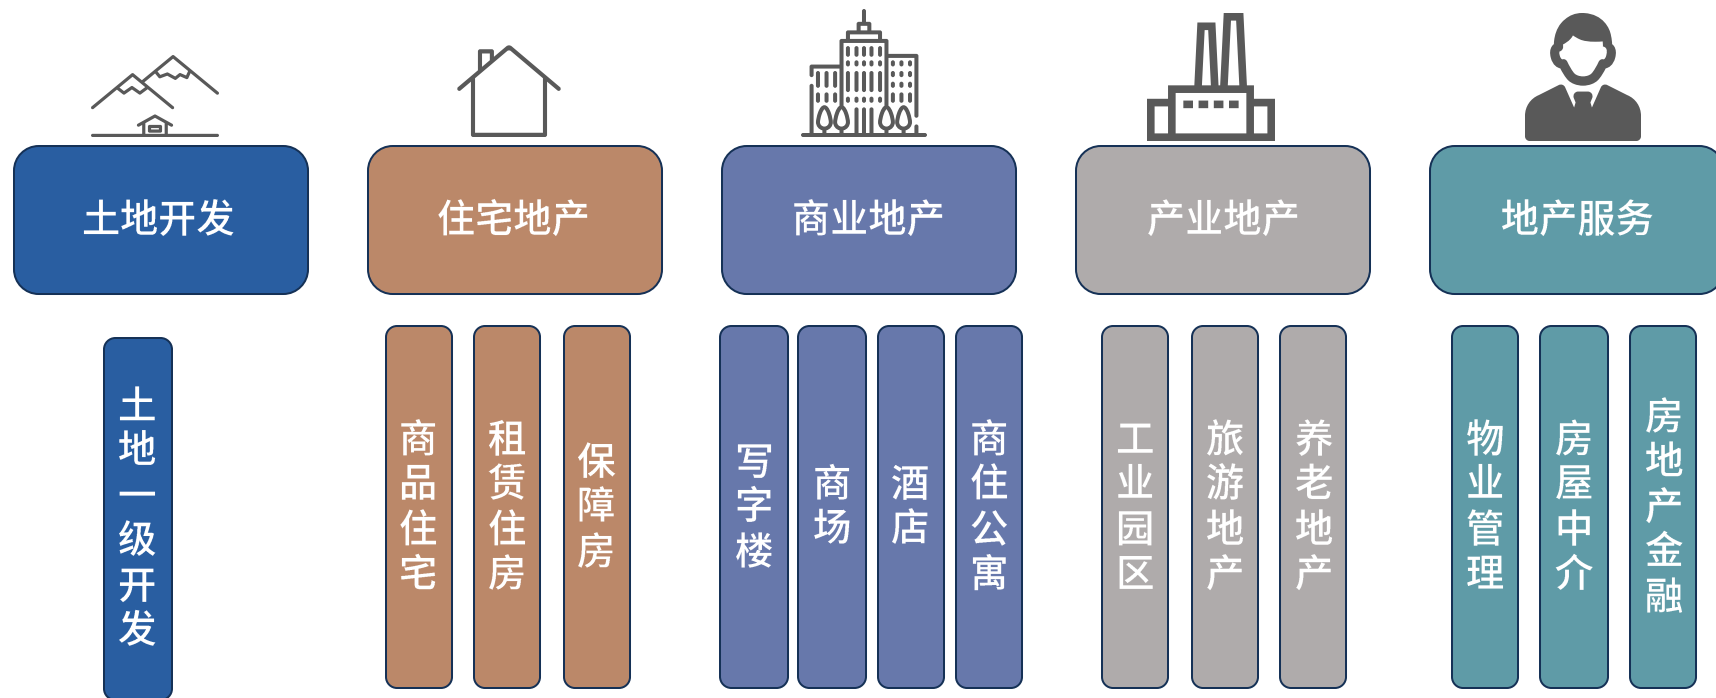 土地开发
住宅地产
商业地产
产业地产
地产服务
土地一级开发
商品住宅
租赁住房
保障房
写字楼
商场
酒店
商住公寓
工业园区
旅游地产
养老地产
物业管理
房屋中介
房地产金融